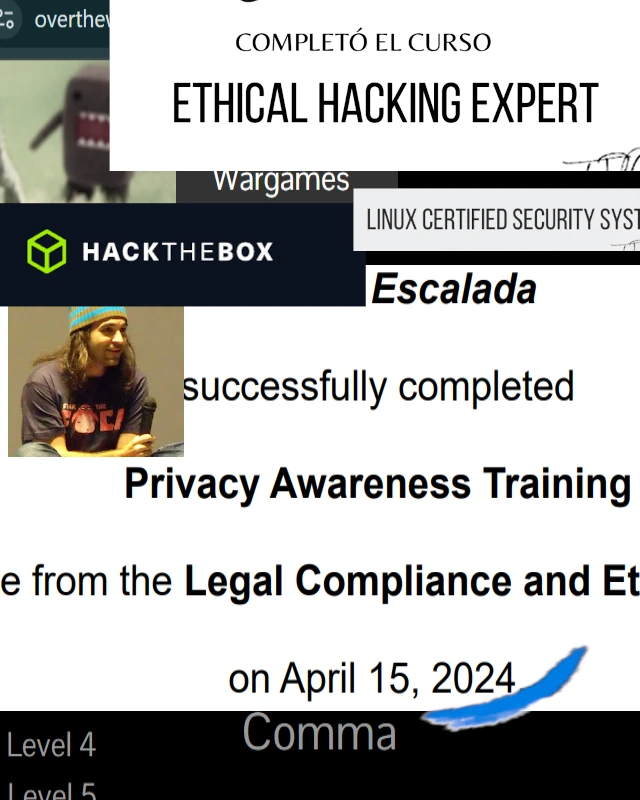 overthew
COMPLETÓ EL CURSO
ETHICAL HACKING EXPERT
Wargames
LINUX CERTIFIED SECURITY SYST
HACKTHEBOX
Escalada
successfully completed
Privacy Awareness Training
e from the Legal Compliance and Et
on April 15, 2024
Comma
Level 4
Level 5